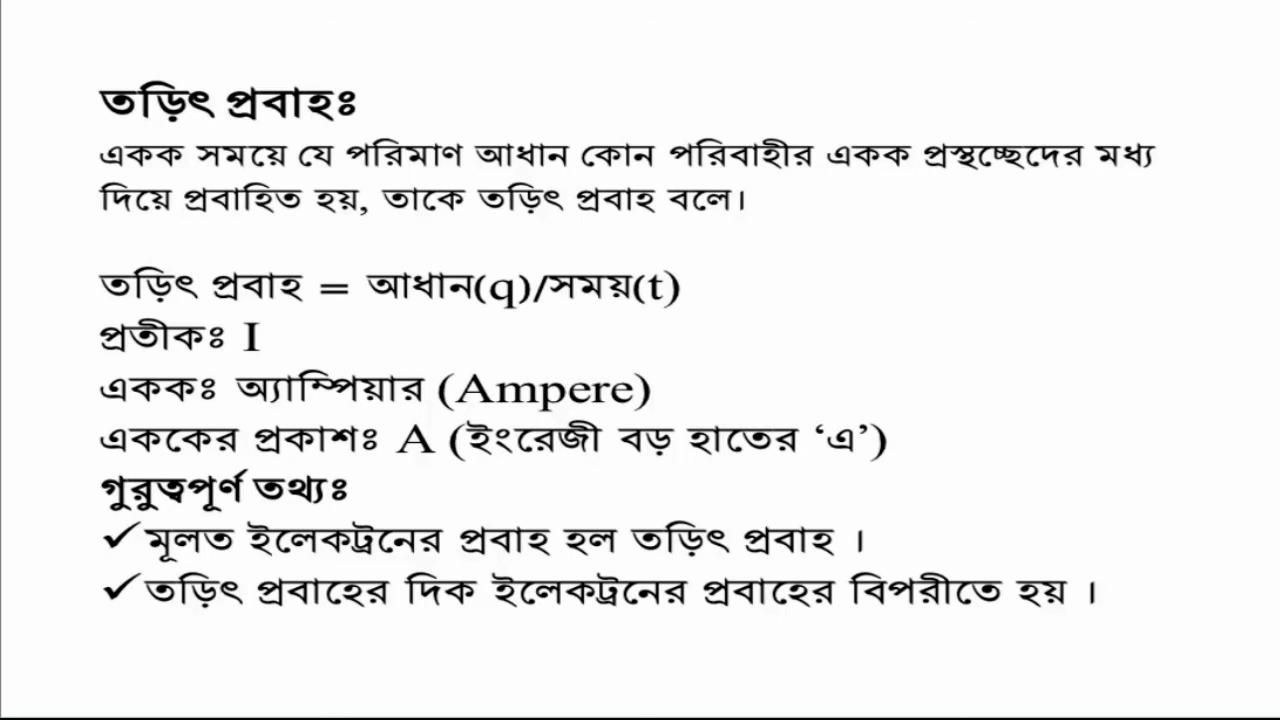 তড়িৎ প্রবাহঃ
একক সময়ে যে পরিমাণ আধান কোন পরিবাহীর একক প্রস্থচ্ছেদের মধ্য
দিয়ে প্রবাহিত হয়, তাকে তড়িৎ প্রবাহ বলে।
তড়িৎ প্রবাহ = আধান(q)/সময়(t)
প্রতীকঃ I
এককঃ অ্যাম্পিয়ার (Ampere)
এককের প্রকাশঃ A (ইংরেজী বড় হাতের ‘এ’)
গুরুত্বপূর্ণ তথ্যঃ
✓ মূলত ইলেকট্রনের প্রবাহ হল তড়িৎ প্রবাহ ।
✓ তড়িৎ প্রবাহের দিক ইলেকট্রনের প্রবাহের বিপরীতে হয় ।